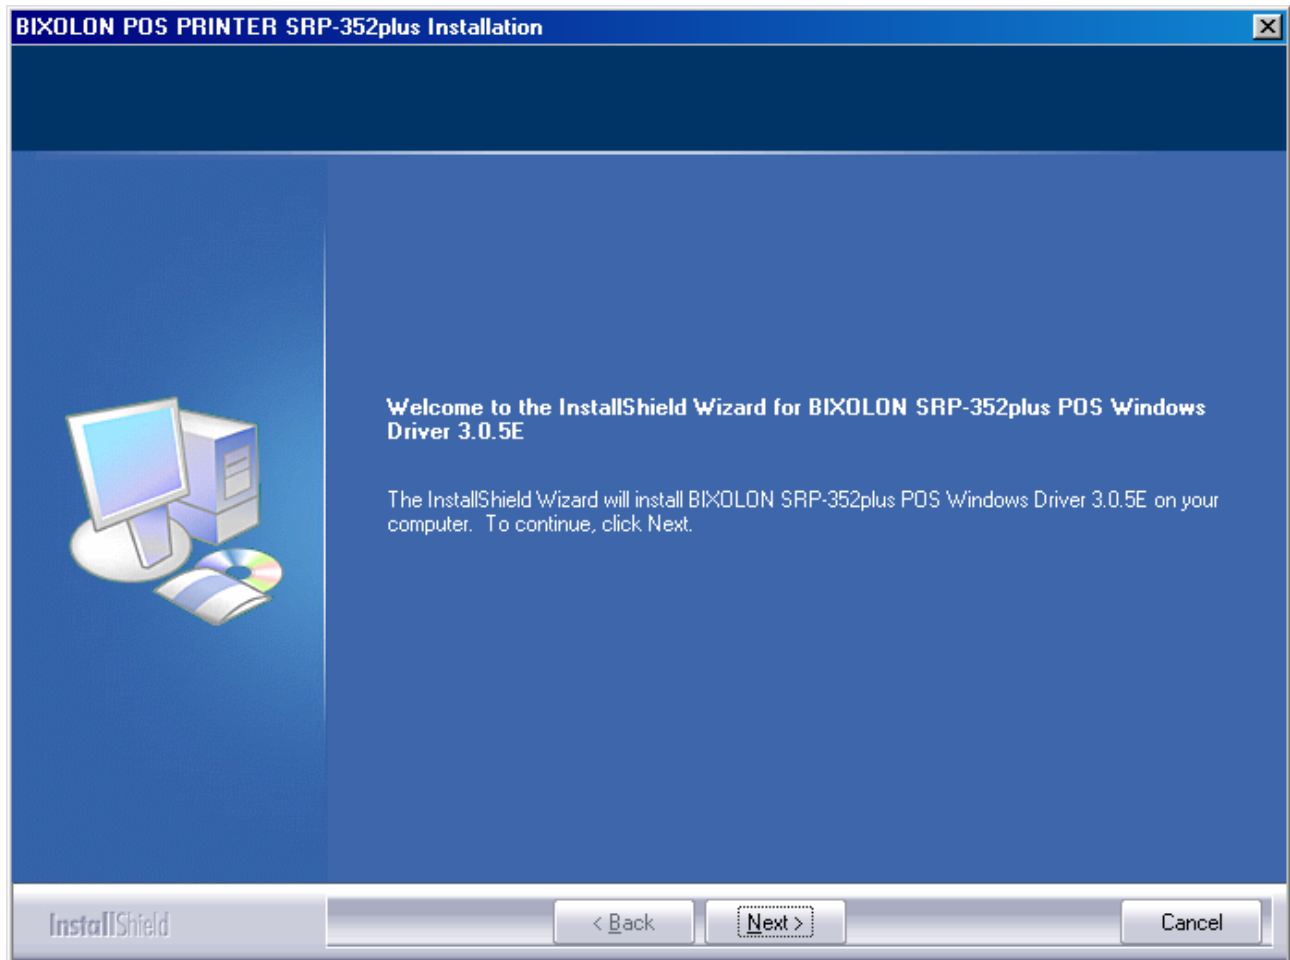 BIXOLON POS PRINTER SRP-352plus Installation
Welcome to the InstallShield Wizard for BIXOLON SRP-352plus POS Windows
Driver 3.0.5E
The InstallShield Wizard will install BIXOLON SRP-352plus POS Windows Driver 3.0.5E on your
computer. To continue, click Next.
InstallShield
< Back
Next >
Cancel